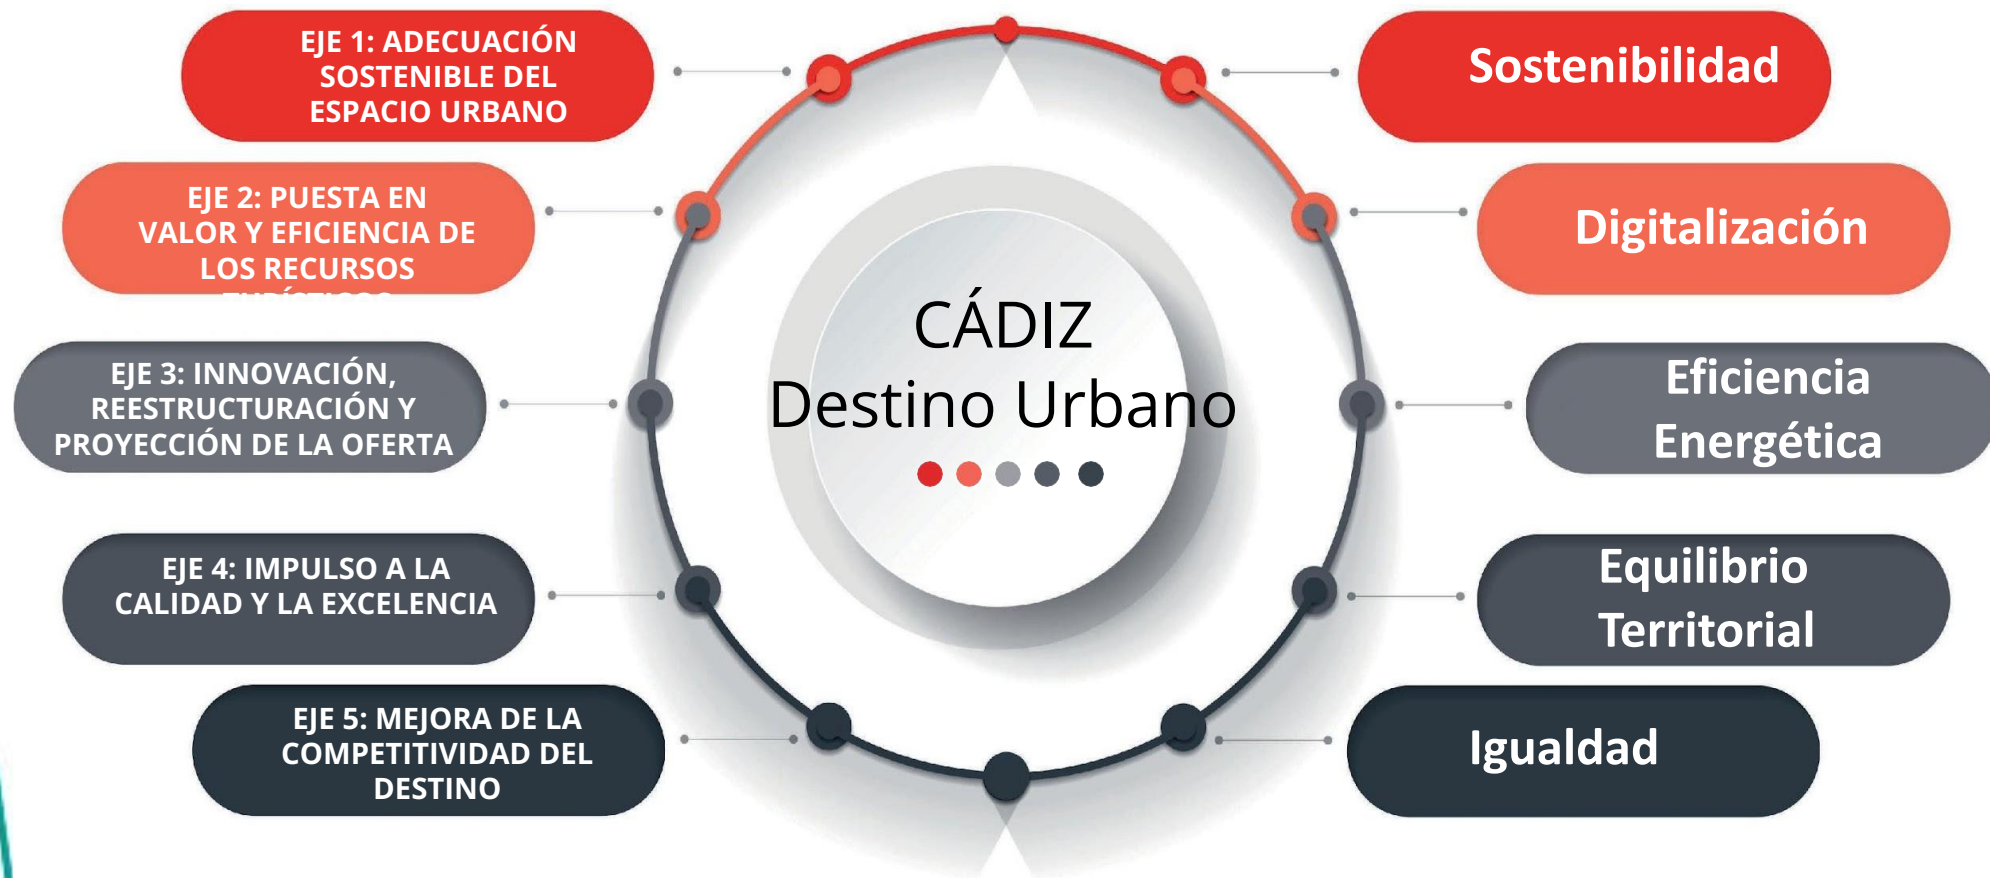 EJE 1: ADECUACIÓN
SOSTENIBLE DEL
ESPACIO URBANO
EJE 2: PUESTA EN
VALOR Y EFICIENCIA DE
LOS RECURSOS
EJE 3: INNOVACIÓN,
REESTRUCTURACIÓN Y
PROYECCIÓN DE LA OFERTA
EJE 4: IMPULSO A LA
CALIDAD Y LA EXCELENCIA
EJE 5: MEJORA DE LA
COMPETITIVIDAD DEL
DESTINO
CÁDIZ
Destino Urbano
Sostenibilidad
Digitalización
Eficiencia
Energética
Equilibrio
Territorial
Igualdad